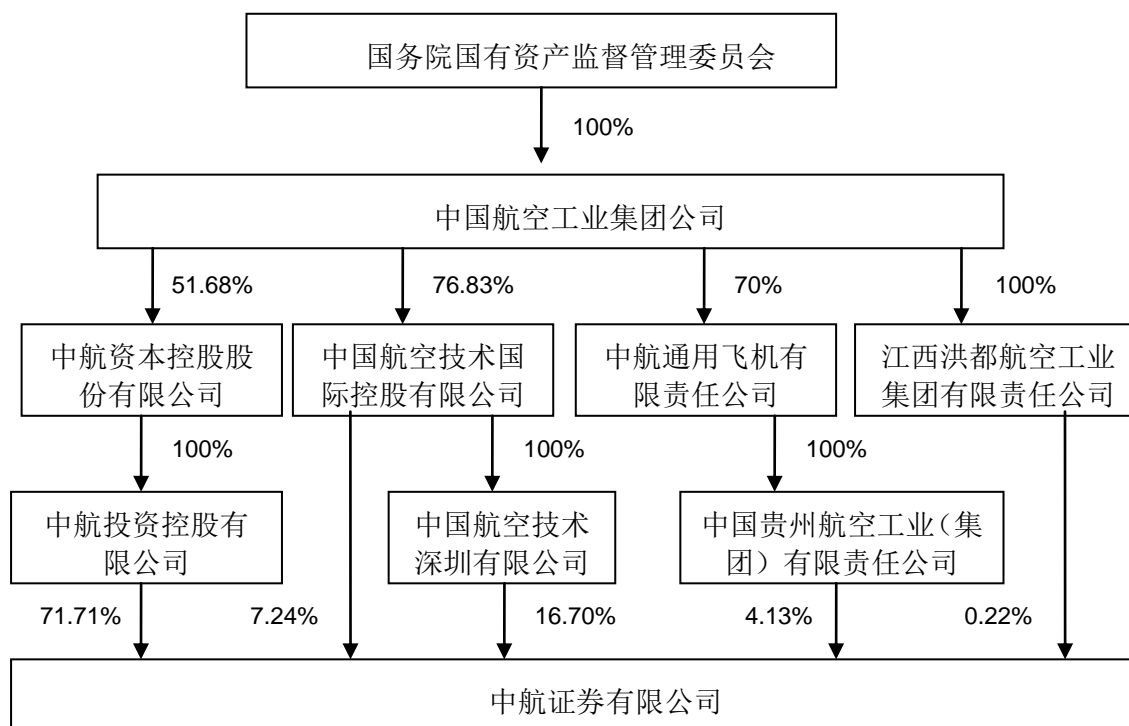 国务院国有资产监督管理委员会
100%
中国航空工业集团公司
51.68%
76.83%
70%
100%
中航资本控股股
份有限公司
中国航空技术国
际控股有限公司
中航通用飞机有
限责任公司
江西洪都航空工业
集团有限责任公司
100%
100%
100%
中航投资控股有
限公司
中国航空技术
深圳有限公司
中国贵州航空工业（集
团）有限责任公司
71.71%
7.24%
16.70%
4.13%
0.22%
中航证券有限公司